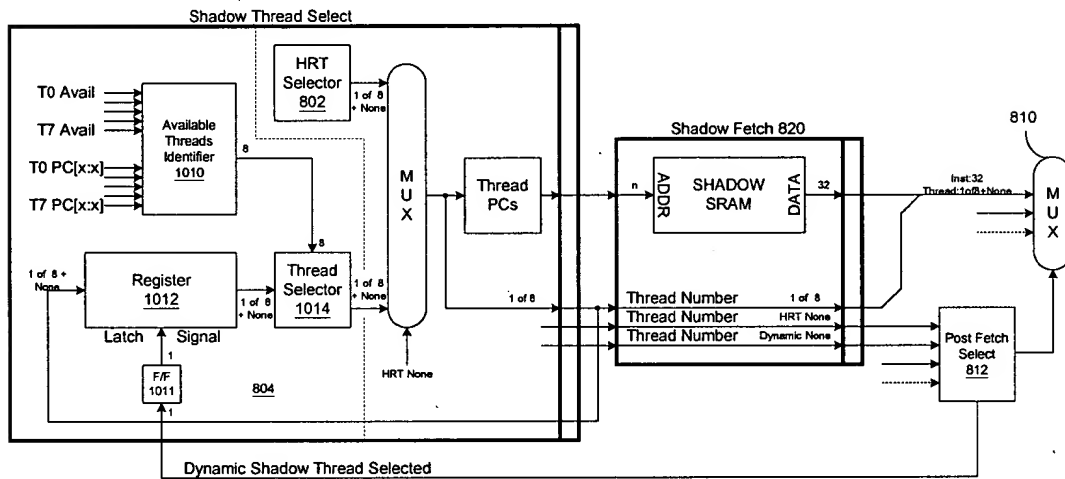 Shadow Thread Select
T0 Avail
T7 Avail
T0 PC[x:x]
T7 PC[x:x]
Available
Threads
Identifier
1010
8
HRT
Selector
802
1 of 8
+ None
MUX
Thread
PCs
8
1 of 8 +
None
Register
1012
1 of 8
+ None
Thread
Selector
1014
1 of 8
+ None
Latch Signal
1
F/F
1011
1
804
HRT None
1 of 8
Dynamic Shadow Thread Selected
Shadow Fetch 820
n
ADDR
SHADOW
SRAM
DATA
32
Thread Number 1 of 8
Thread Number HRT None
Thread Number Dynamic None
Inst:32
Thread:1of8+None
810
MUX
Post Fetch
Select
812